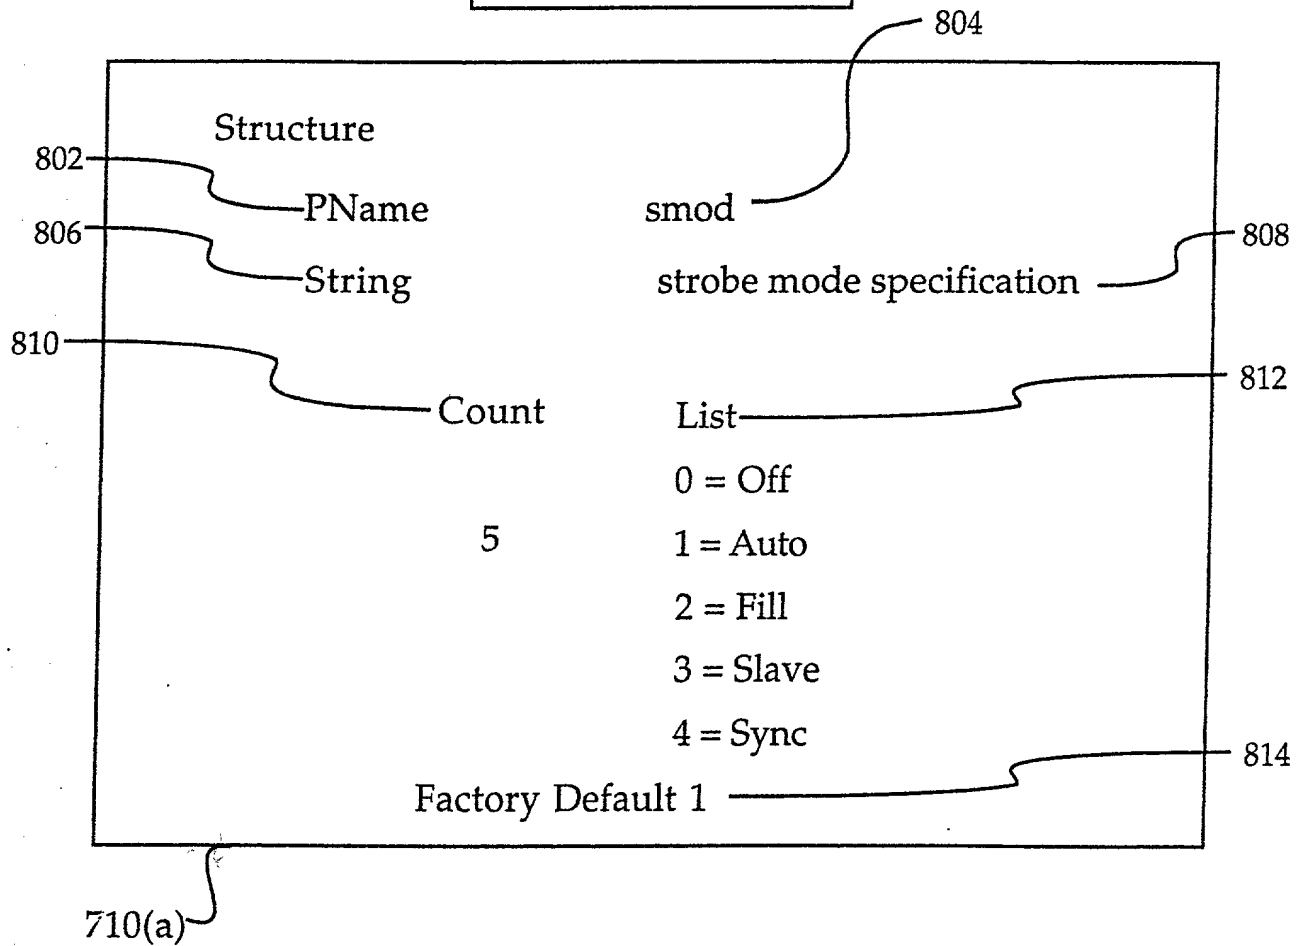 804
Structure
802
PName smod
806 808
String strobe mode specification
810
812
Count List
0 = Off
5 1 = Auto
2 = Fill
3 = Slave
4 = Sync
814
Factory Default 1
710(a)